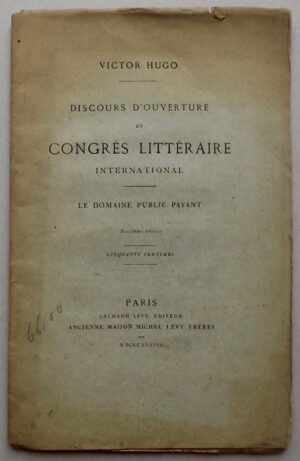 VICTOR HUGO
DISCOURS D'OUVERTURE
DU
CONGRÈS LITTÉRAIRE
INTERNATIONAL
LE DOMAINE PUBLIC PAYANT
CINQUANTE CENTIMES
PARIS
CALMANN LÉVY, ÉDITEUR
ANCIENNE MAISON MICHEL LÉVY FRÈRES